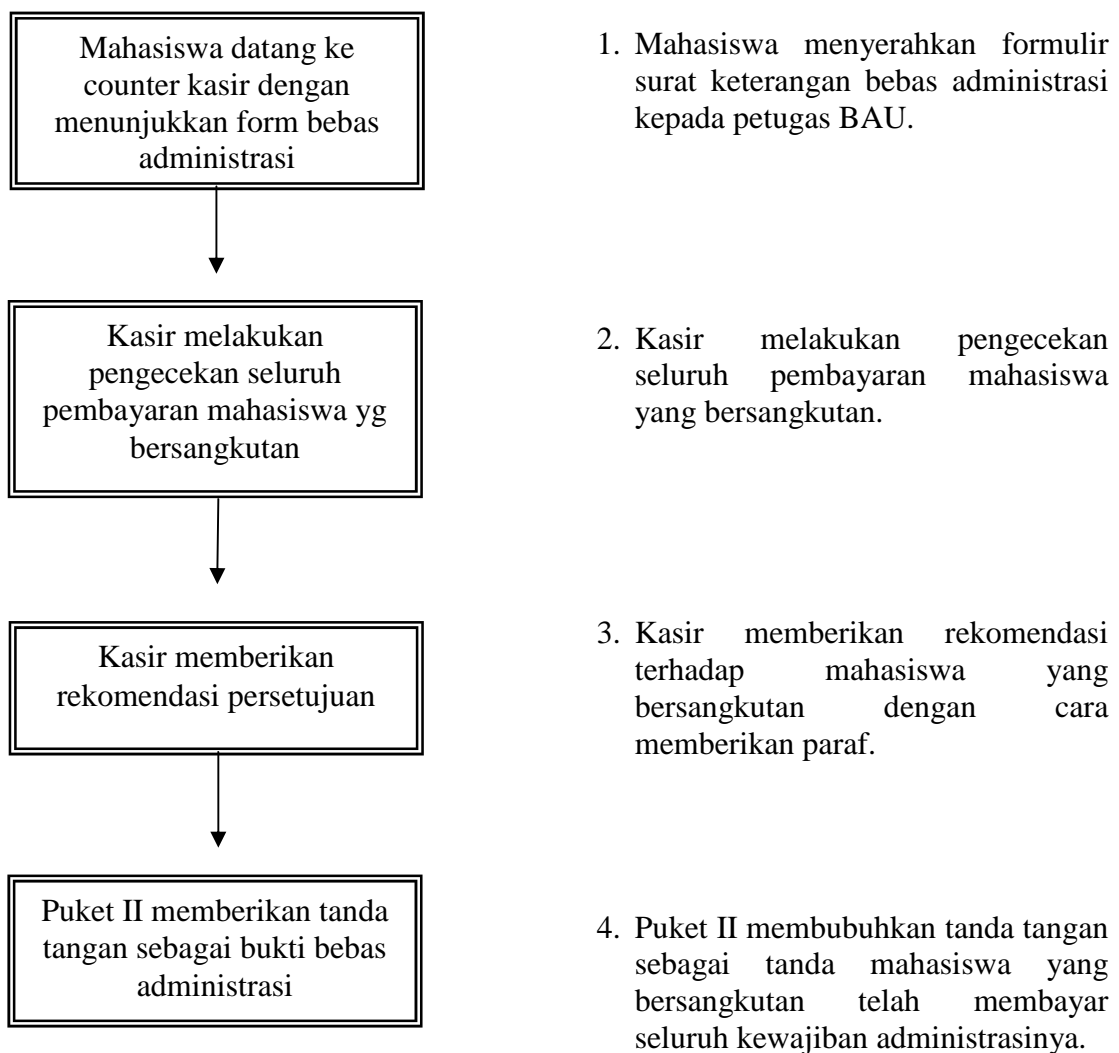 Mahasiswa datang ke
counter kasir dengan
menunjukkan form bebas
administrasi
1. Mahasiswa menyerahkan formulir
surat keterangan bebas administrasi
kepada petugas BAU.
Kasir melakukan
pengecekan seluruh
pembayaran mahasiswa yg
bersangkutan
2. Kasir melakukan pengecekan
seluruh pembayaran mahasiswa
yang bersangkutan.
Kasir memberikan
rekomendasi persetujuan
3. Kasir memberikan rekomendasi
terhadap mahasiswa yang
bersangkutan dengan cara
memberikan paraf.
Puket II memberikan tanda
tangan sebagai bukti bebas
administrasi
4. Puket II membubuhkan tanda tangan
sebagai tanda mahasiswa yang
bersangkutan telah membayar
seluruh kewajiban administrasinya.